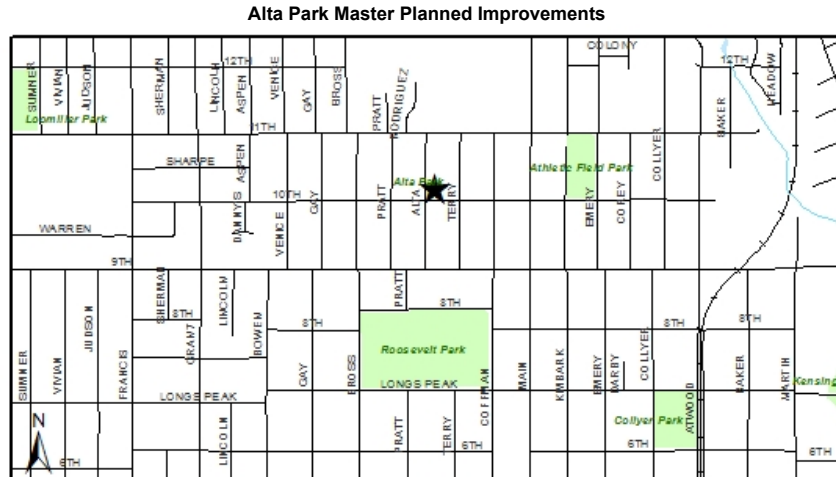 Alta Park Master Planned Improvements
COLONY
12TH
12TH
SUMNER
VIVIAN
JUDSON
SHERMAN
LINCOLN
ASPEN
VENICE
GAY
BROSS
PRATT
RODRIGUEZ
BAKER
MEADOW
Loomiller Park
11TH
SHARPE
ASPEN
Alta Park
Athletic Field Park
COLLYER
10TH
DANNYS
VENICE
GAY
PRATT
ALTA
TERRY
EMERY
COREY
WARREN
9TH
SHERMAN
LINCOLN
PRATT
8TH
8TH
8TH
8TH
8TH
SUMNER
VIVIAN
JUDSON
FRANCIS
GRANT
BOWEN
GAY
BROSS
Roosevelt Park
COFFMAN
MAIN
KIMBARK
EMERY
DARBY
COLLYER
ATWOOD
BAKER
MARTIN
Kensing
LONGS PEAK
LONGS PEAK
Collyer Park
LINCOLN
PRATT
TERRY
N
6TH
6TH
6TH
6TH
6TH